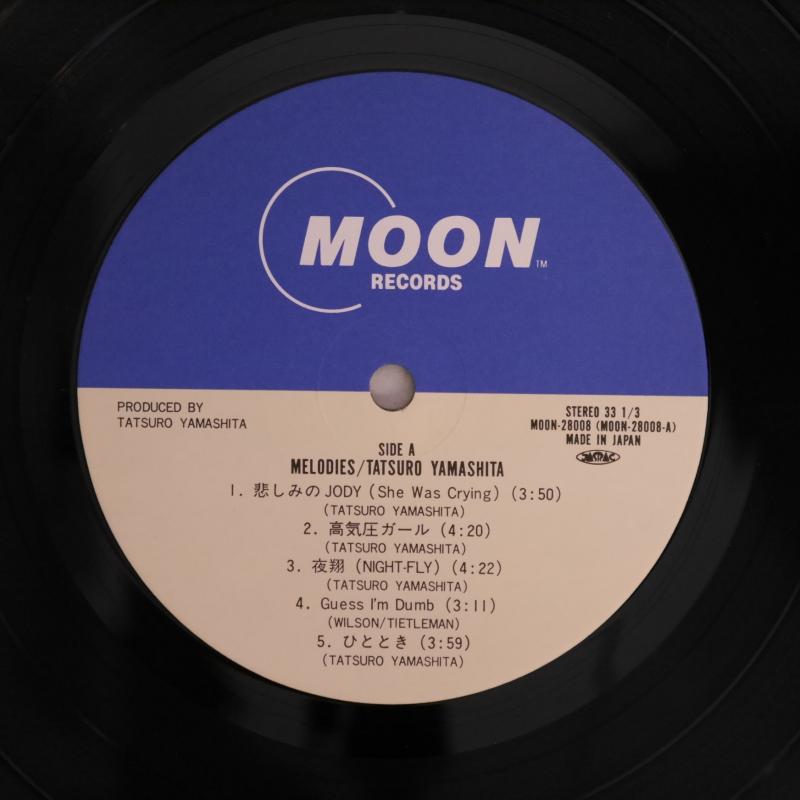 MOON™
RECORDS
PRODUCED BY
TATSURO YAMASHITA
STEREO 33 1/3
MOON-28008 (MOON-28008-A)
MADE IN JAPAN
JASRAC
SIDE A
MELODIES/TATSURO YAMASHITA
1. 悲しみのJODY (She Was Crying) (3:50)
(TATSURO YAMASHITA)
2. 高気圧ガール (4:20)
(TATSURO YAMASHITA)
3. 夜翔 (NIGHT-FLY) (4:22)
(TATSURO YAMASHITA)
4. Guess I'm Dumb (3:11)
(WILSON/TIETLEMAN)
5. ひととき (3:59)
(TATSURO YAMASHITA)